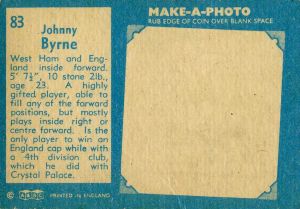 83
Johnny
Byrne
West Ham and Eng-
land inside forward.
5' 7½", 10 stone 2lb.,
age 23. A highly
gifted player, able to
fill any of the forward
positions, but mostly
plays inside right or
centre forward. Is the
only player to win an
England cap while with
a 4th division club,
which he did with
Crystal Palace.
© A&BC PRINTED IN ENGLAND
MAKE-A-PHOTO
RUB EDGE OF COIN OVER BLANK SPACE